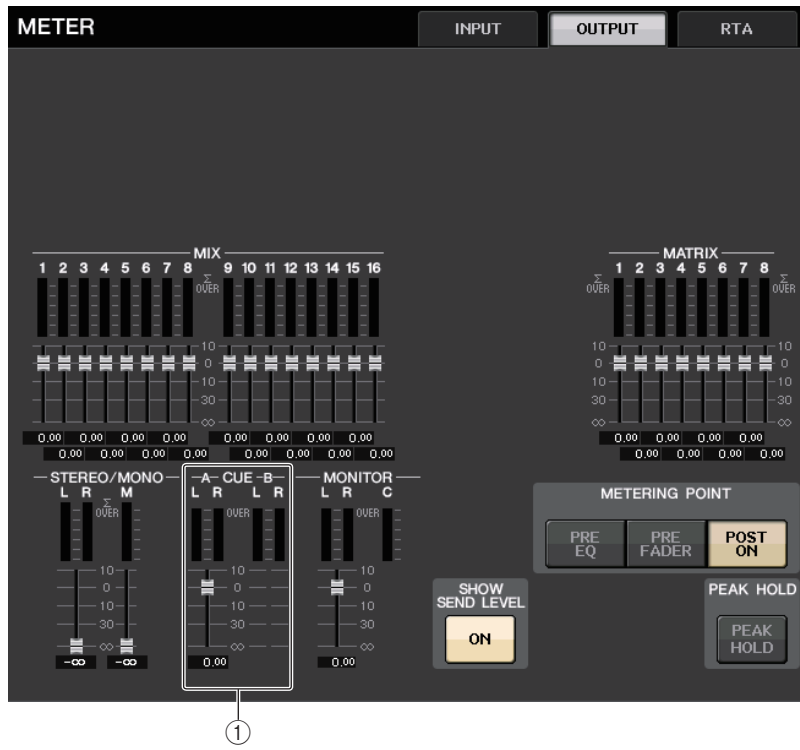 METER INPUT OUTPUT RTA
MIX MATRIX
1 2 3 4 5 6 7 8 9 10 11 12 13 14 15 16 1 2 3 4 5 6 7 8
Σ Σ Σ
OVER OVER OVER
10 10 10
0 0 0
10 10 10
30 30 30
∞ ∞ ∞
0.00 0.00 0.00 0.00 0.00 0.00 0.00 0.00 0.00 0.00 0.00 0.00
0.00 0.00 0.00 0.00 0.00 0.00 0.00 0.00 0.00 0.00 0.00 0.00
STEREO/MONO A CUE B MONITOR
L R M L R L R L R C
Σ
OVER OVER OVER
10 10 10
0 0 0
10 10 10
30 30 30
∞ ∞ ∞
-∞ -∞ 0.00 0.00
METERING POINT
PRE EQ PRE FADER POST ON
SHOW
SEND LEVEL
ON
PEAK HOLD
PEAK
HOLD
①